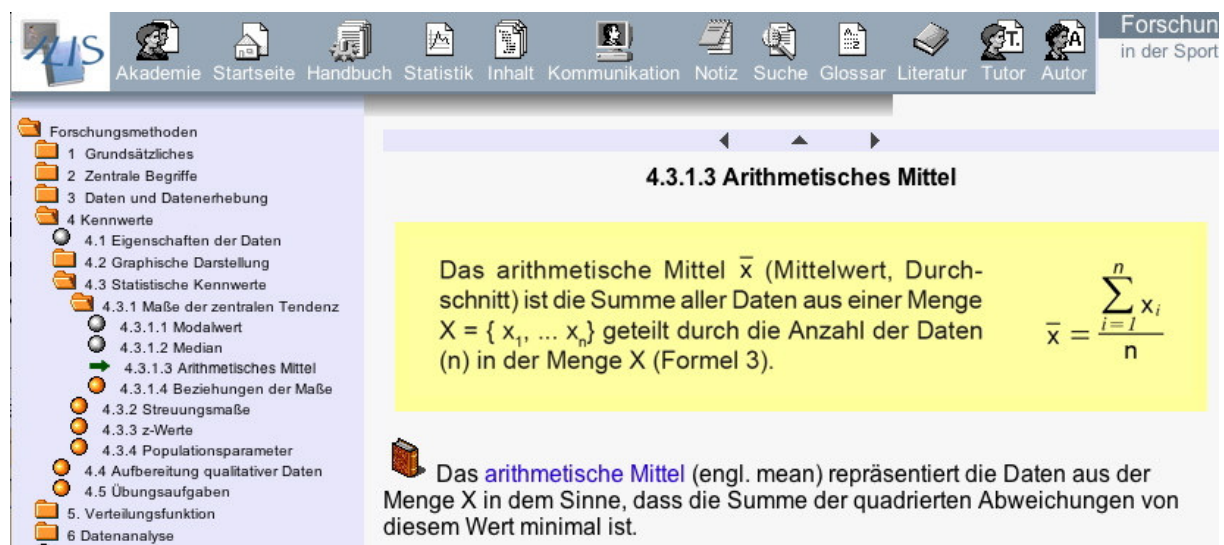 ALIS
Akademie Startseite Handbuch Statistik Inhalt Kommunikation Notiz Suche Glossar Literatur Tutor Autor
Forschun
in der Sport
Forschungsmethoden
1 Grundsätzliches
2 Zentrale Begriffe
3 Daten und Datenerhebung
4 Kennwerte
4.1 Eigenschaften der Daten
4.2 Graphische Darstellung
4.3 Statistische Kennwerte
4.3.1 Maße der zentralen Tendenz
4.3.1.1 Modalwert
4.3.1.2 Median
4.3.1.3 Arithmetisches Mittel
4.3.1.4 Beziehungen der Maße
4.3.2 Streuungsmaße
4.3.3 z-Werte
4.3.4 Populationsparameter
4.4 Aufbereitung qualitativer Daten
4.5 Übungsaufgaben
5. Verteilungsfunktion
6 Datenanalyse
4.3.1.3 Arithmetisches Mittel
Das arithmetische Mittel x̅ (Mittelwert, Durch-
schnitt) ist die Summe aller Daten aus einer Menge
X = { x₁, ... xₙ} geteilt durch die Anzahl der Daten
(n) in der Menge X (Formel 3).
n
∑ xᵢ
x̅ = i=1
n
Das arithmetische Mittel (engl. mean) repräsentiert die Daten aus der
Menge X in dem Sinne, dass die Summe der quadrierten Abweichungen von
diesem Wert minimal ist.